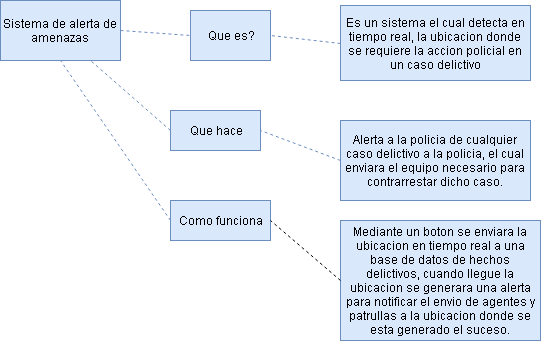 Sistema de alerta de
amenazas
Que es?
Es un sistema el cual detecta en
tiempo real, la ubicacion donde
se requiere la accion policial en
un caso delictivo
Que hace
Alerta a la policia de cualquier
caso delictivo a la policia, el cual
enviara el equipo necesario para
contrarrestar dicho caso.
Como funciona
Mediante un boton se enviara la
ubicacion en tiempo real a una
base de datos de hechos
delictivos, cuando llegue la
ubicacion se generara una alerta
para notificar el envio de agentes y
patrullas a la ubicacion donde se
esta generado el suceso.